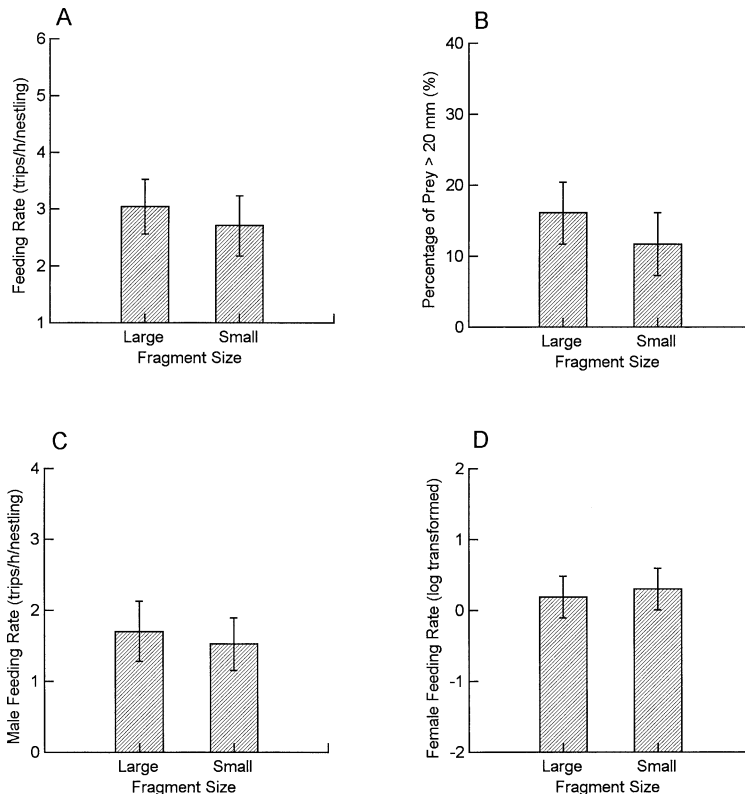 A
Feeding Rate (trips/h/nestling)
6
5
4
3
2
1
Large
Small
Fragment Size
B
Percentage of Prey > 20 mm (%)
40
30
20
10
0
Large
Small
Fragment Size
C
Male Feeding Rate (trips/h/nestling)
4
3
2
1
0
Large
Small
Fragment Size
D
Female Feeding Rate (log transformed)
2
1
0
-1
-2
Large
Small
Fragment Size